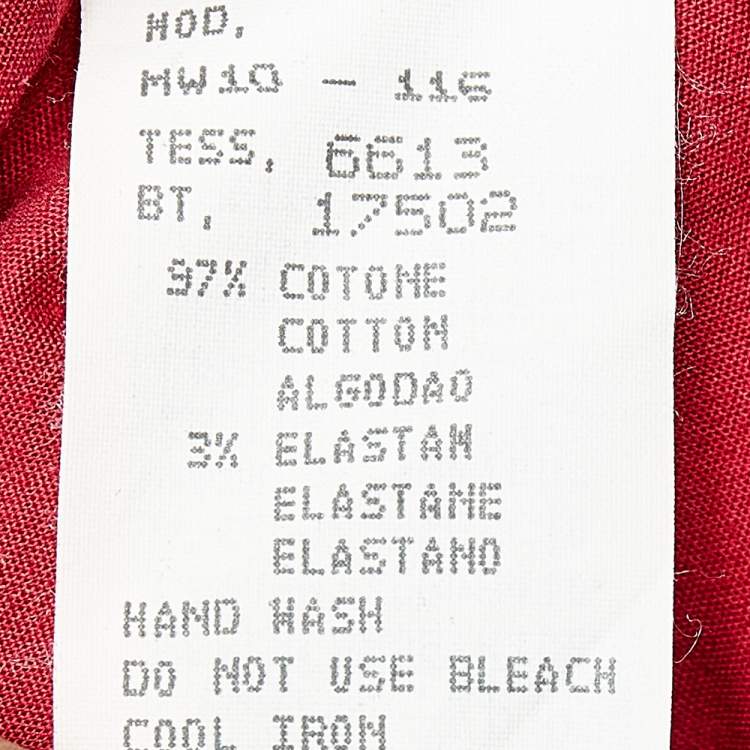 MOD.
MW19 - 116
TESS. 6613
BT. 17502
97% COTONE
COTTON
ALGODAO
3% ELASTAN
ELASTANE
ELASTANO
HAND WASH
DO NOT USE BLEACH
COOL IRON